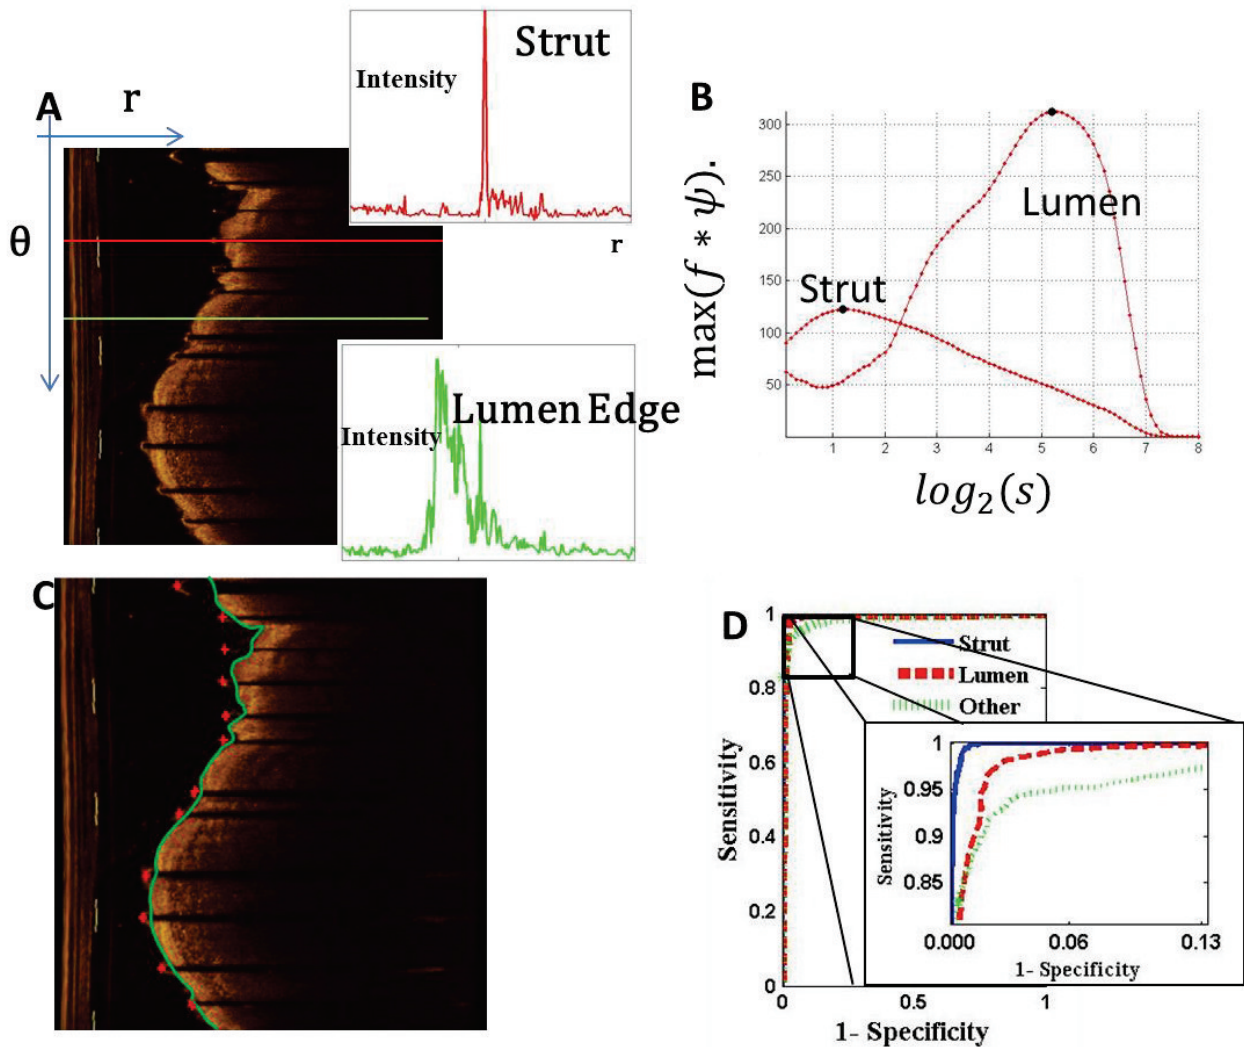 A
r
θ
Strut
Intensity
r
Lumen Edge
Intensity
B
300
250
200
150
100
50
Lumen
Strut
max(f * ψ).
1 2 3 4 5 6 7 8
log₂(s)
C
D
1
0.8
0.6
0.4
0.2
0
Sensitivity
Strut
Lumen
Other
1
0.95
0.9
0.85
Sensitivity
0.000 0.06 0.13
1- Specificity
0 0.5 1
1- Specificity